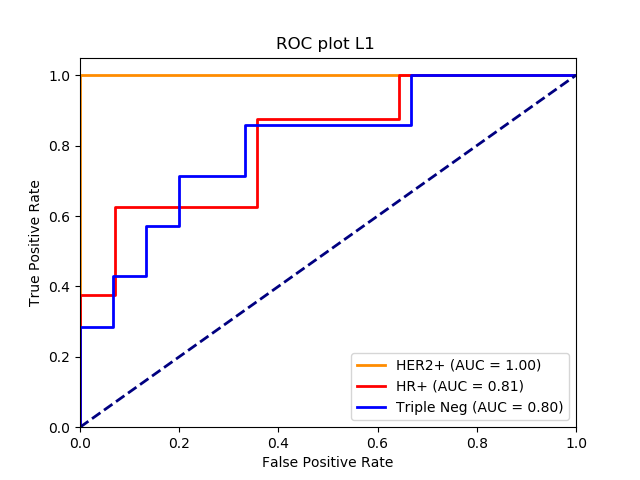 ROC plot L1
True Positive Rate
1.0
0.8
0.6
0.4
0.2
0.0
HER2+ (AUC = 1.00)
HR+ (AUC = 0.81)
Triple Neg (AUC = 0.80)
0.0 0.2 0.4 0.6 0.8 1.0
False Positive Rate